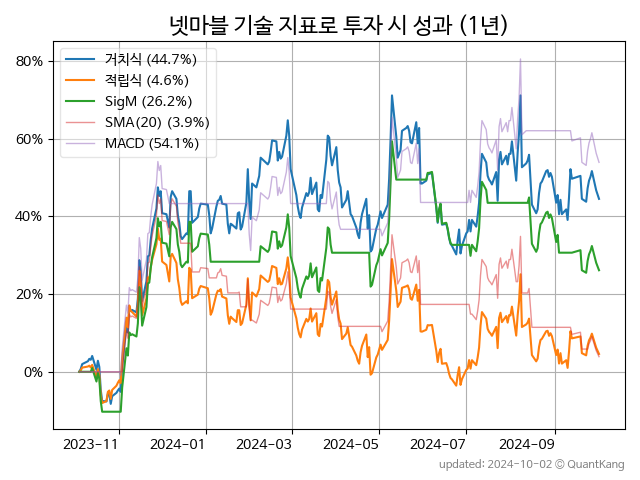 넷마블 기술 지표로 투자 시 성과 (1년)
거치식 (44.7%)
적립식 (4.6%)
SigM (26.2%)
SMA(20) (3.9%)
MACD (54.1%)
80%
60%
40%
20%
0%
2023-11 2024-01 2024-03 2024-05 2024-07 2024-09
updated: 2024-10-02 © QuantKang